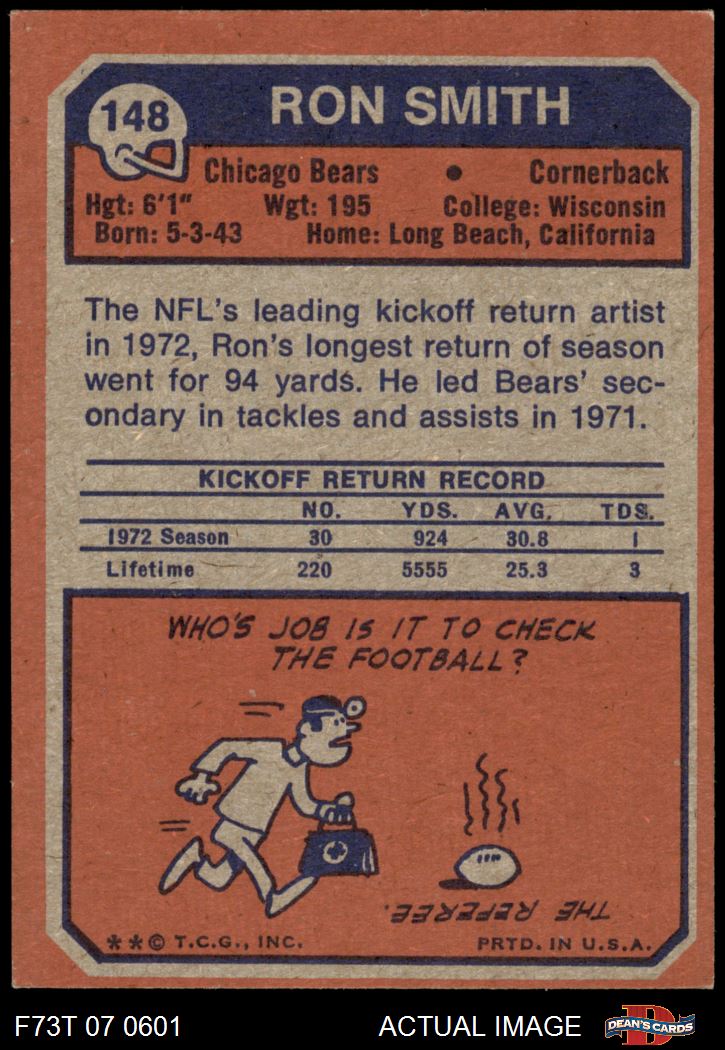 148
RON SMITH
Chicago Bears • Cornerback
Hgt: 6'1" Wgt: 195 College: Wisconsin
Born: 5-3-43 Home: Long Beach, California
The NFL's leading kickoff return artist
in 1972, Ron's longest return of season
went for 94 yards. He led Bears' sec-
ondary in tackles and assists in 1971.
KICKOFF RETURN RECORD
NO. YDS. AVG. TDS.
1972 Season 30 924 30.8 1
Lifetime 220 5555 25.3 3
WHO'S JOB IS IT TO CHECK
THE FOOTBALL?
THE REFEREE.
**© T.C.G., INC. PRTD. IN U.S.A.
F73T 07 0601 ACTUAL IMAGE D DEAN'S CARDS